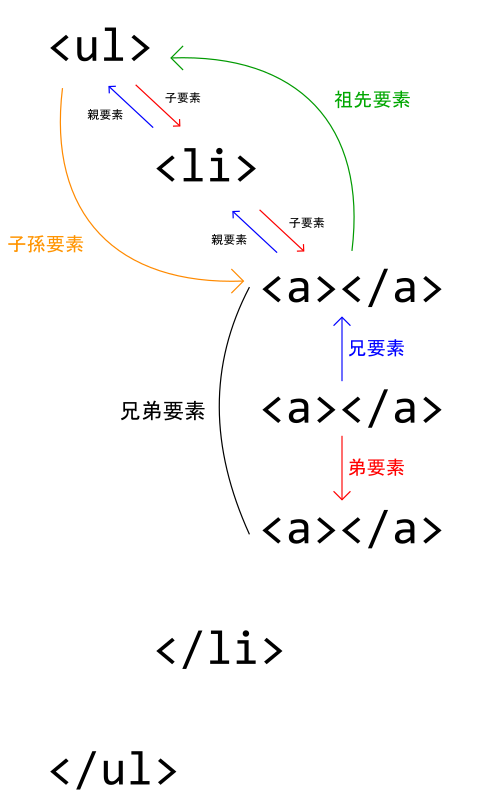 <ul>
子要素
祖先要素
親要素
<li>
子要素
親要素
子孫要素
<a></a>
兄要素
<a></a>
兄弟要素
弟要素
<a></a>
</li>
</ul>